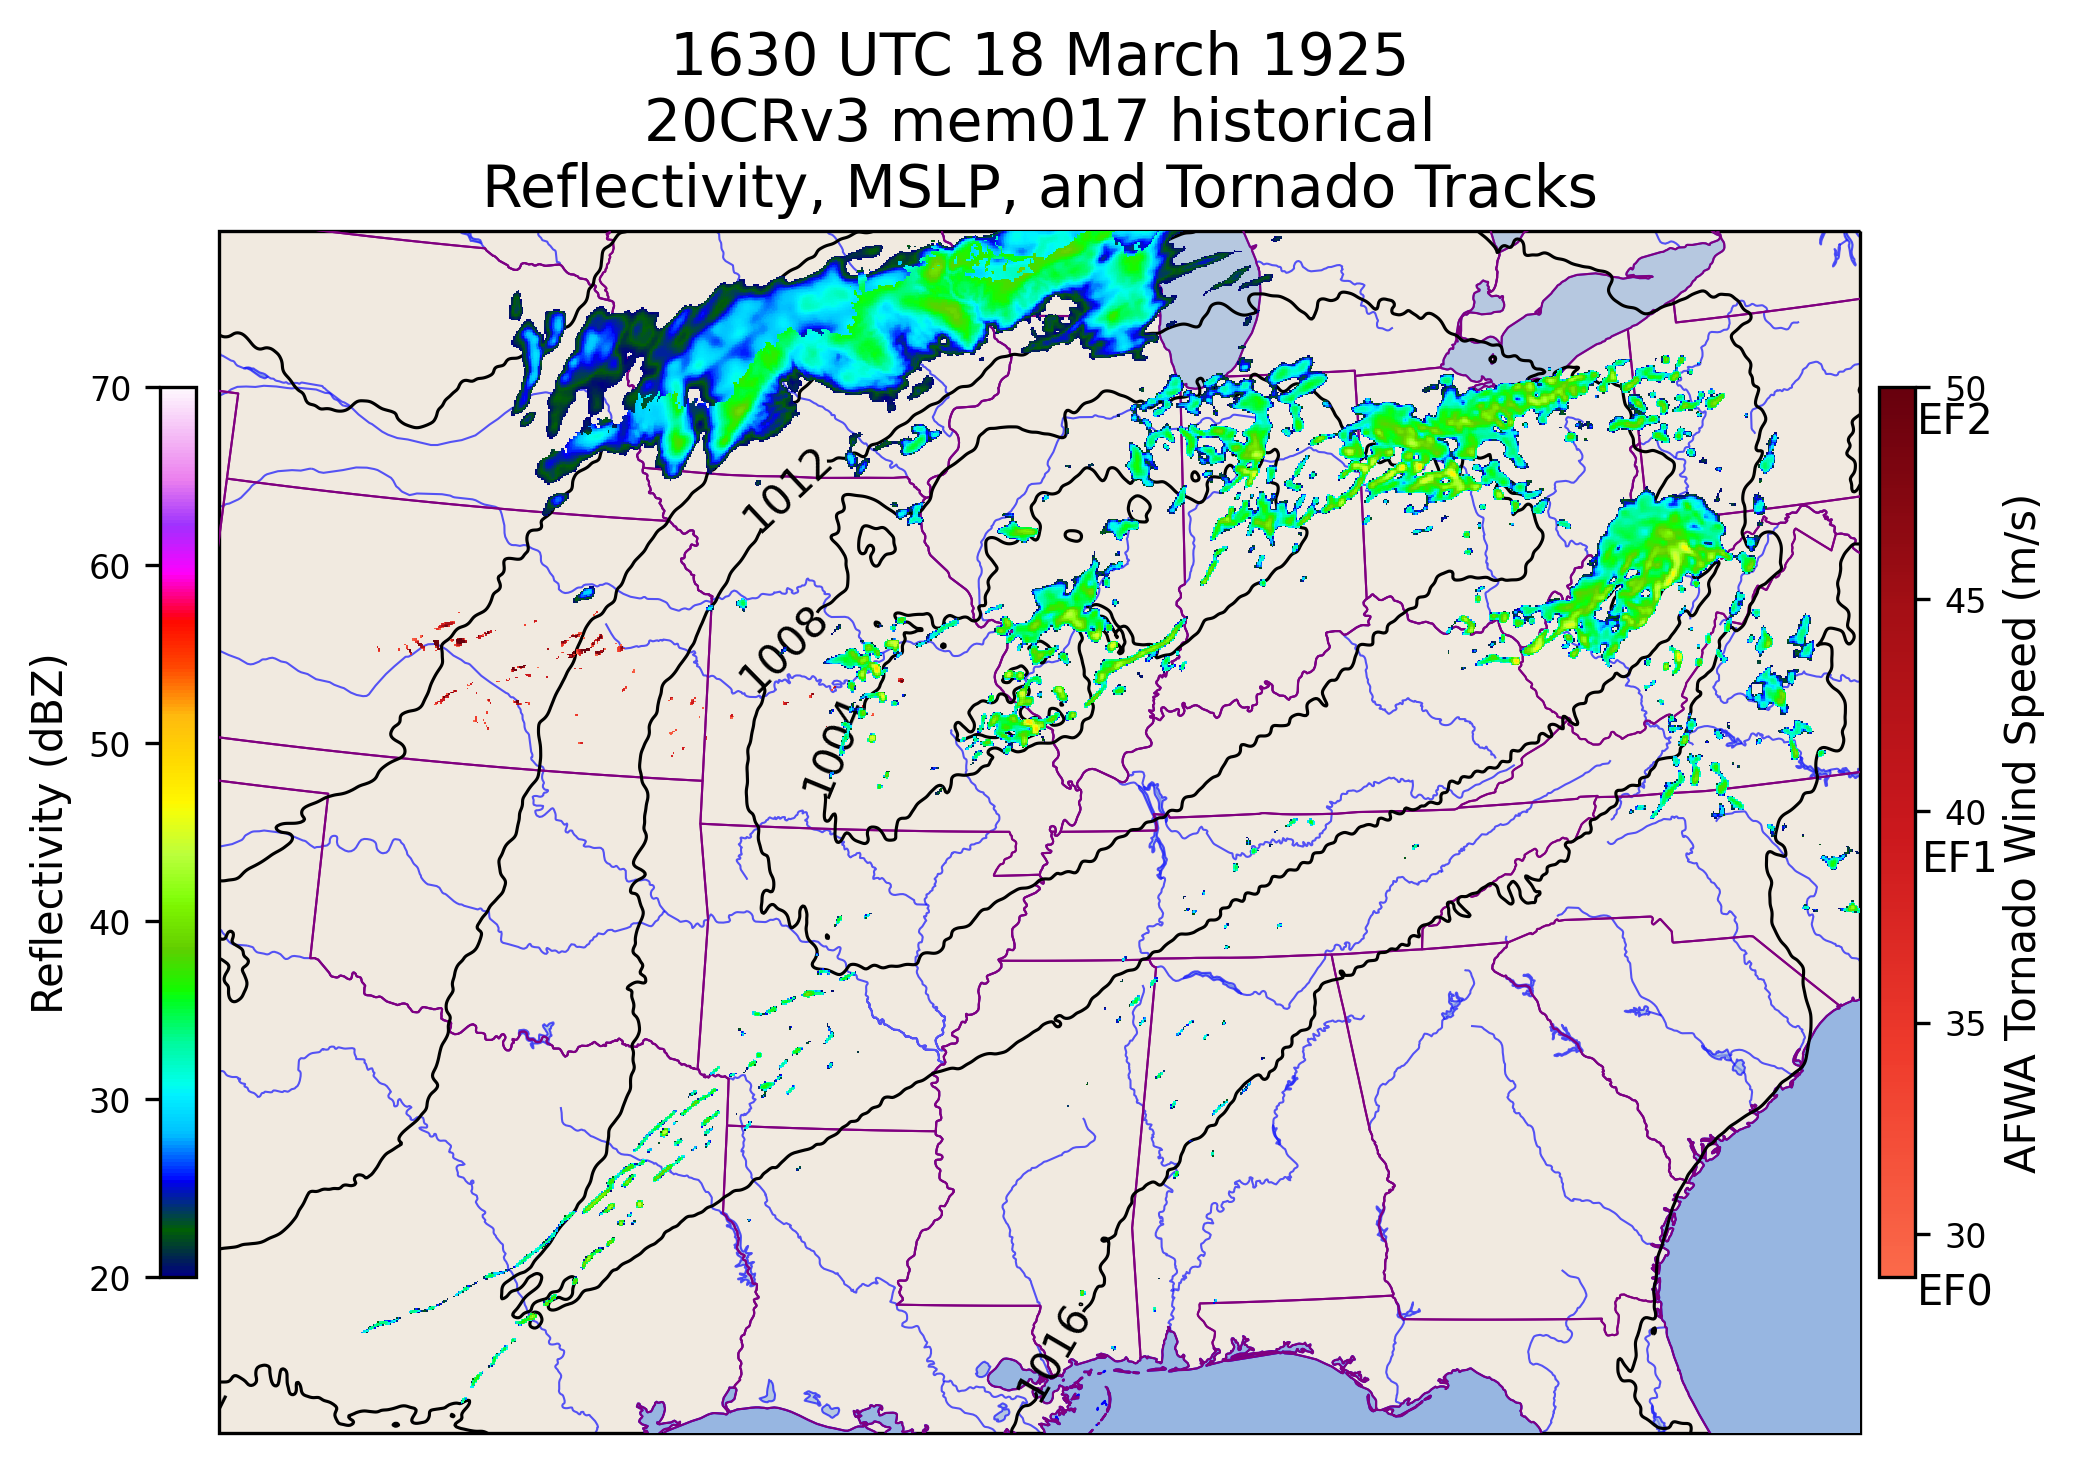 1630 UTC 18 March 1925
20CRv3 mem017 historical
Reflectivity, MSLP, and Tornado Tracks
70
60
50
40
30
20
Reflectivity (dBZ)
1012
1008
1004
1016
50
EF2
45
40
EF1
35
30
EF0
AFWA Tornado Wind Speed (m/s)